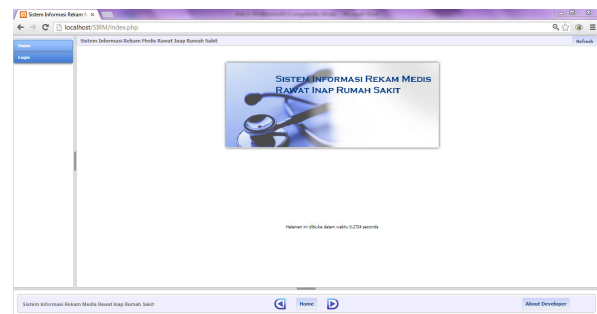 Sistem Informasi Rekam M
localhost/SIRM/index.php
Home
Login
Sistem Informasi Rekam Medis Rawat Inap Rumah Sakit
Refresh
SISTEM INFORMASI REKAM MEDIS
RAWAT INAP RUMAH SAKIT
Halaman ini dibuka dalam waktu 0.2724 seconds
Sistem Informasi Rekam Medis Rawat Inap Rumah Sakit
Home
About Developer